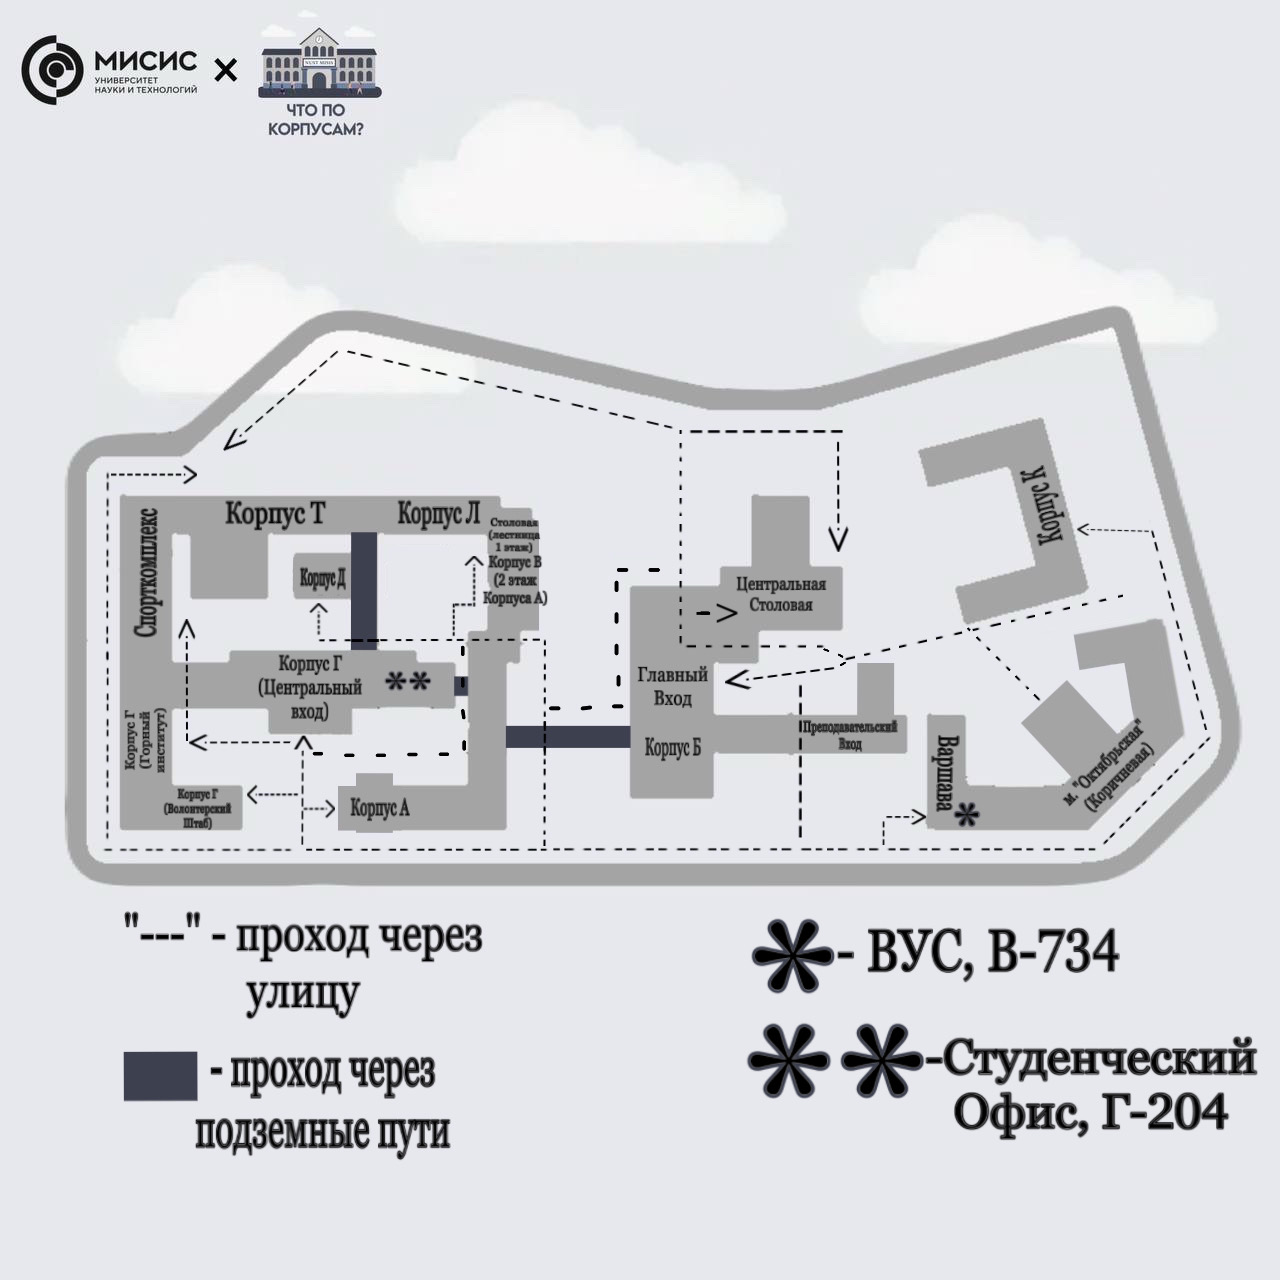 МИСИС
УНИВЕРСИТЕТ
НАУКИ И ТЕХНОЛОГИЙ
×
NUST MISIS
ЧТО ПО
КОРПУСАМ?
Спорткомплекс
Корпус Т
Корпус Л
Столовая
(лестница
1 этаж)
Корпус В
(2 этаж
Корпуса А)
Корпус Д
Корпус Г
(Центральный
вход)
**
Корпус Г
(Горный
институт)
Корпус Г
(Волонтерский
Штаб)
Корпус А
Центральная
Столовая
Главный
Вход
Корпус Б
Преподавательский
Вход
Корпус К
Варшава
*
м. "Октябрьская"
(Коричневая)
"---" - проход через
улицу
- проход через
подземные пути
*- ВУС, В-734
* *-Студенческий
Офис, Г-204